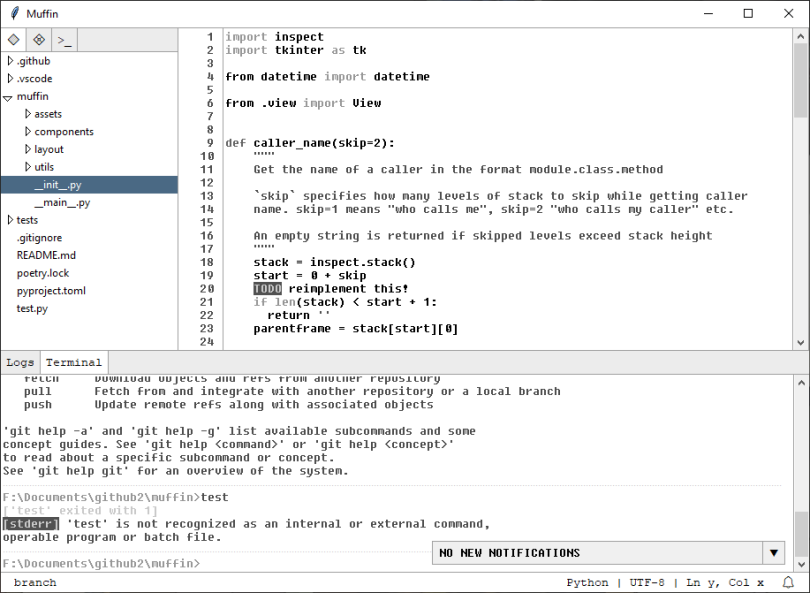 Muffin
>_
.github
.vscode
muffin
assets
components
layout
utils
__init__.py
__main__.py
tests
.gitignore
README.md
poetry.lock
pyproject.toml
test.py
1 import inspect
2 import tkinter as tk
3
4 from datetime import datetime
5
6 from .view import View
7
8
9 def caller_name(skip=2):
10 """
11 Get the name of a caller in the format module.class.method
12
13 `skip` specifies how many levels of stack to skip while getting caller
14 name. skip=1 means "who calls me", skip=2 "who calls my caller" etc.
15
16 An empty string is returned if skipped levels exceed stack height
17 """
18 stack = inspect.stack()
19 start = 0 + skip
20 TODO reimplement this!
21 if len(stack) < start + 1:
22 return ''
23 parentframe = stack[start][0]
24
Logs Terminal
fetch Download objects and refs from another repository
pull Fetch from and integrate with another repository or a local branch
push Update remote refs along with associated objects
'git help -a' and 'git help -g' list available subcommands and some
concept guides. See 'git help <command>' or 'git help <concept>'
to read about a specific subcommand or concept.
See 'git help git' for an overview of the system.
F:\Documents\github2\muffin>test
['test' exited with 1]
[stderr] 'test' is not recognized as an internal or external command,
operable program or batch file.
F:\Documents\github2\muffin>
NO NEW NOTIFICATIONS
branch
Python | UTF-8 | Ln y, Col x